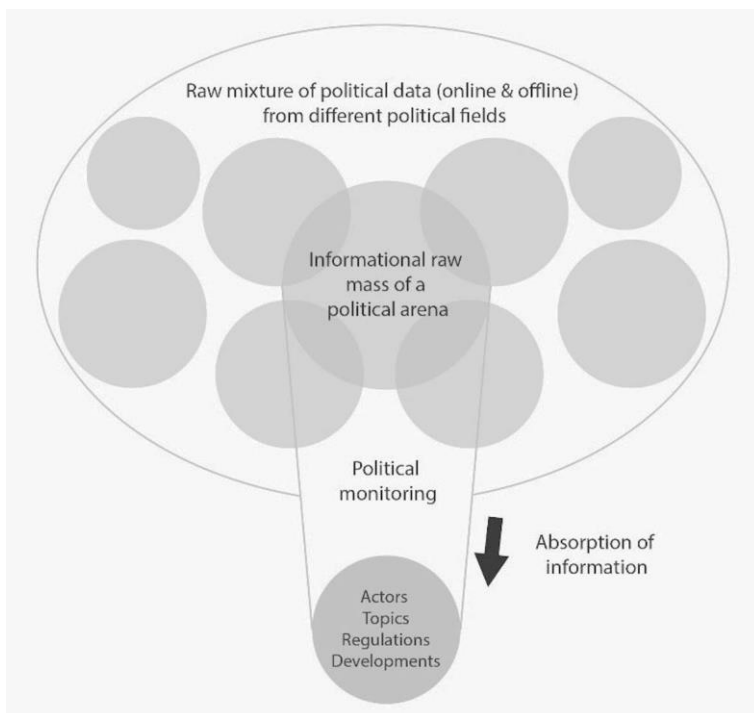 Raw mixture of political data (online & offline)
from different political fields
Informational raw
mass of a
political arena
Political
monitoring
Absorption of
information
Actors
Topics
Regulations
Developments